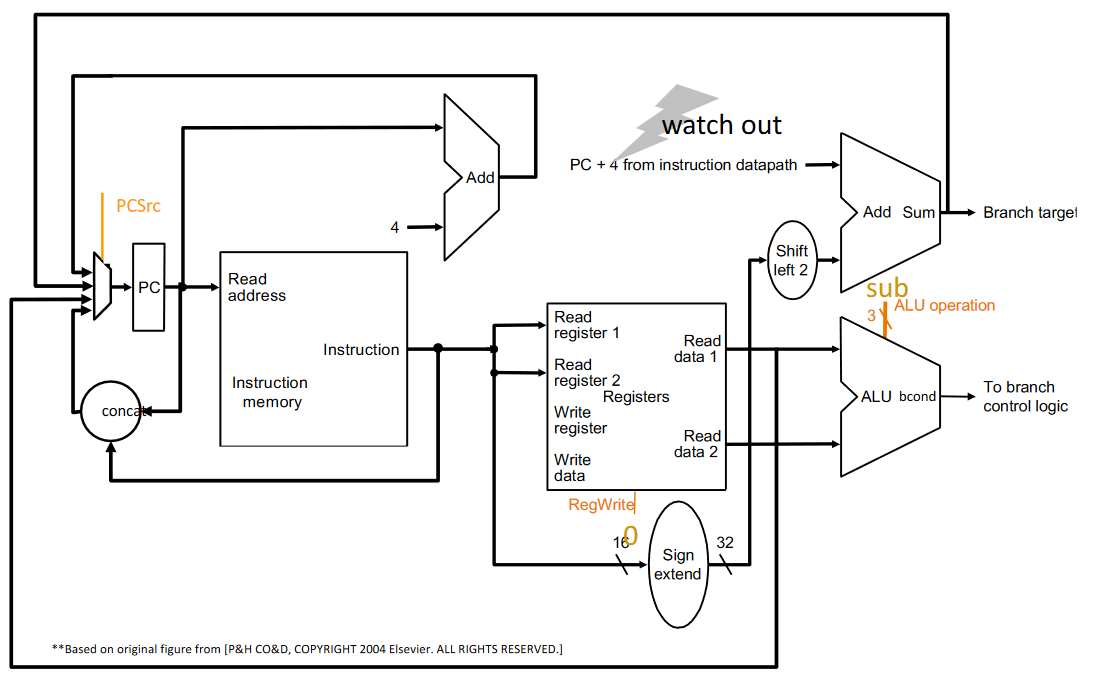 watch out
PC + 4 from instruction datapath
Add
4
PCSrc
Add Sum
Branch target
Shift
left 2
sub
ALU operation
3
PC
Read
address
Instruction
Instruction
memory
concat
Read
register 1
Read
register 2
Registers
Write
register
Write
data
Read
data 1
Read
data 2
ALU bcond
To branch
control logic
RegWrite
0
16
Sign
extend
32
**Based on original figure from [P&H CO&D, COPYRIGHT 2004 Elsevier. ALL RIGHTS RESERVED.]